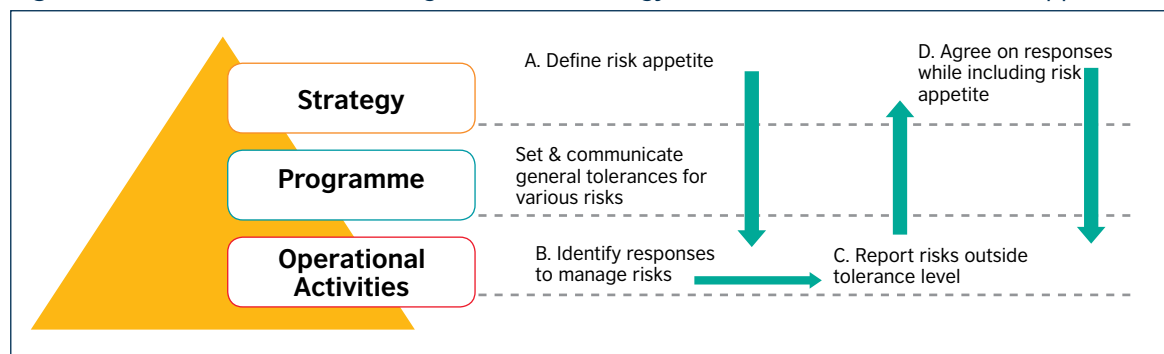 Strategy
A. Define risk appetite
D. Agree on responses
while including risk
appetite
Programme
Set & communicate
general tolerances for
various risks
Operational
Activities
B. Identify responses
to manage risks
C. Report risks outside
tolerance level